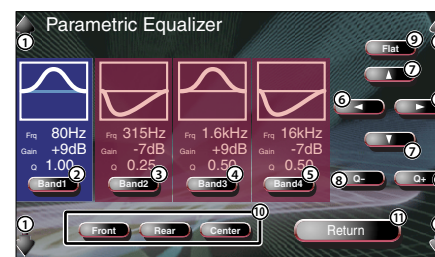 Parametric Equalizer
① ⑨
Flat
⑦
▲
⑥ ◄ ► 
Frq 80Hz Frq 315Hz Frq 1.6kHz Frq 16kHz
▼
Gain +9dB Gain -7dB Gain +9dB Gain -7dB
⑦
Q 1.00 Q 0.25 Q 0.50 Q 0.50
② ③ ④ ⑤
Band1 Band2 Band3 Band4
⑧ Q- Q+
① ⑩ ⑪
Front Rear Center Return